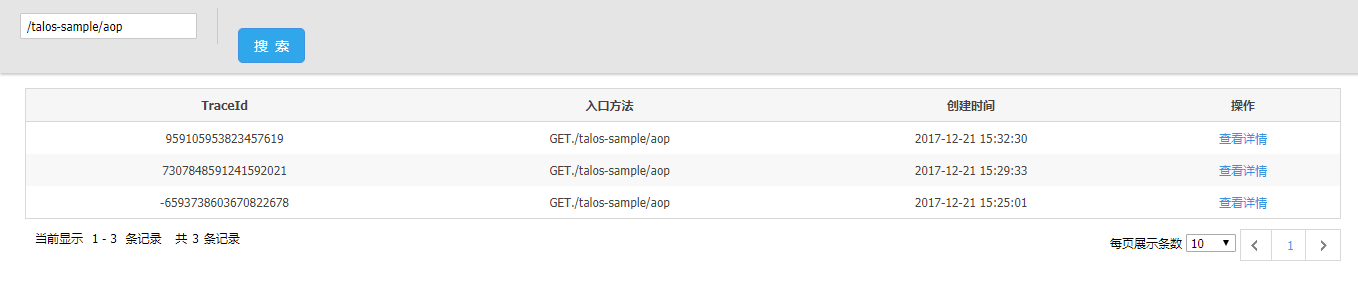 /talos-sample/aop
搜 索
TraceId 入口方法 创建时间 操作
959105953823457619 GET./talos-sample/aop 2017-12-21 15:32:30 查看详情
7307848591241592021 GET./talos-sample/aop 2017-12-21 15:29:33 查看详情
-6593738603670822678 GET./talos-sample/aop 2017-12-21 15:25:01 查看详情
当前显示 1 - 3 条记录 共 3 条记录 每页展示条数 10 1